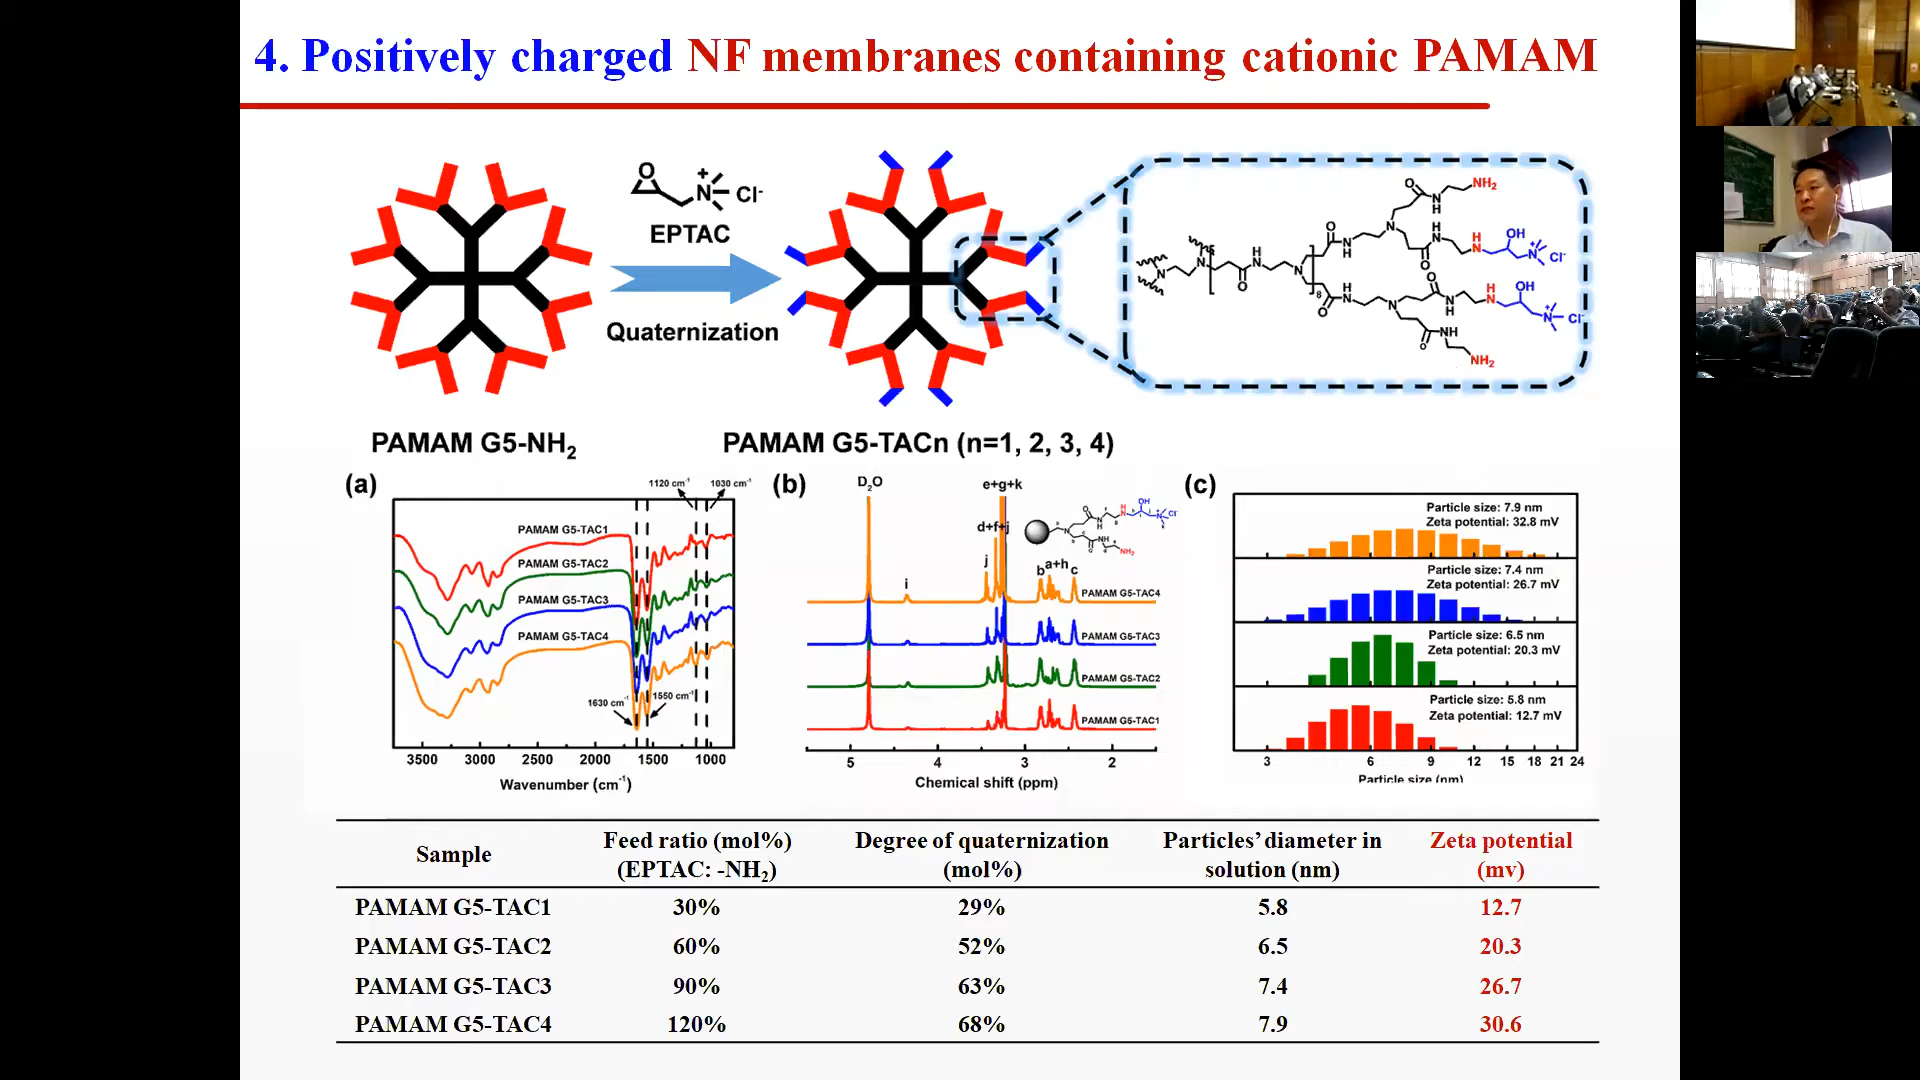 4. Positively charged NF membranes containing cationic PAMAM
O
N
+
Cl-
EPTAC
Quaternization
PAMAM G5-NH2
PAMAM G5-TACn (n=1, 2, 3, 4)
(a)
1120 cm-1
1030 cm-1
PAMAM G5-TAC1
PAMAM G5-TAC2
PAMAM G5-TAC3
PAMAM G5-TAC4
1630 cm-1
1550 cm-1
3500 3000 2500 2000 1500 1000
Wavenumber (cm-1)
(b)
D2O
e+g+k
d+f+j
j
i
b
a+h
c
PAMAM G5-TAC4
PAMAM G5-TAC3
PAMAM G5-TAC2
PAMAM G5-TAC1
5 4 3 2
Chemical shift (ppm)
(c)
Particle size: 7.9 nm
Zeta potential: 32.8 mV
Particle size: 7.4 nm
Zeta potential: 26.7 mV
Particle size: 6.5 nm
Zeta potential: 20.3 mV
Particle size: 5.8 nm
Zeta potential: 12.7 mV
3 6 9 12 15 18 21 24
Particle size (nm)
Sample Feed ratio (mol%) (EPTAC: -NH2) Degree of quaternization (mol%) Particles’ diameter in solution (nm) Zeta potential (mv)
PAMAM G5-TAC1 30% 29% 5.8 12.7
PAMAM G5-TAC2 60% 52% 6.5 20.3
PAMAM G5-TAC3 90% 63% 7.4 26.7
PAMAM G5-TAC4 120% 68% 7.9 30.6